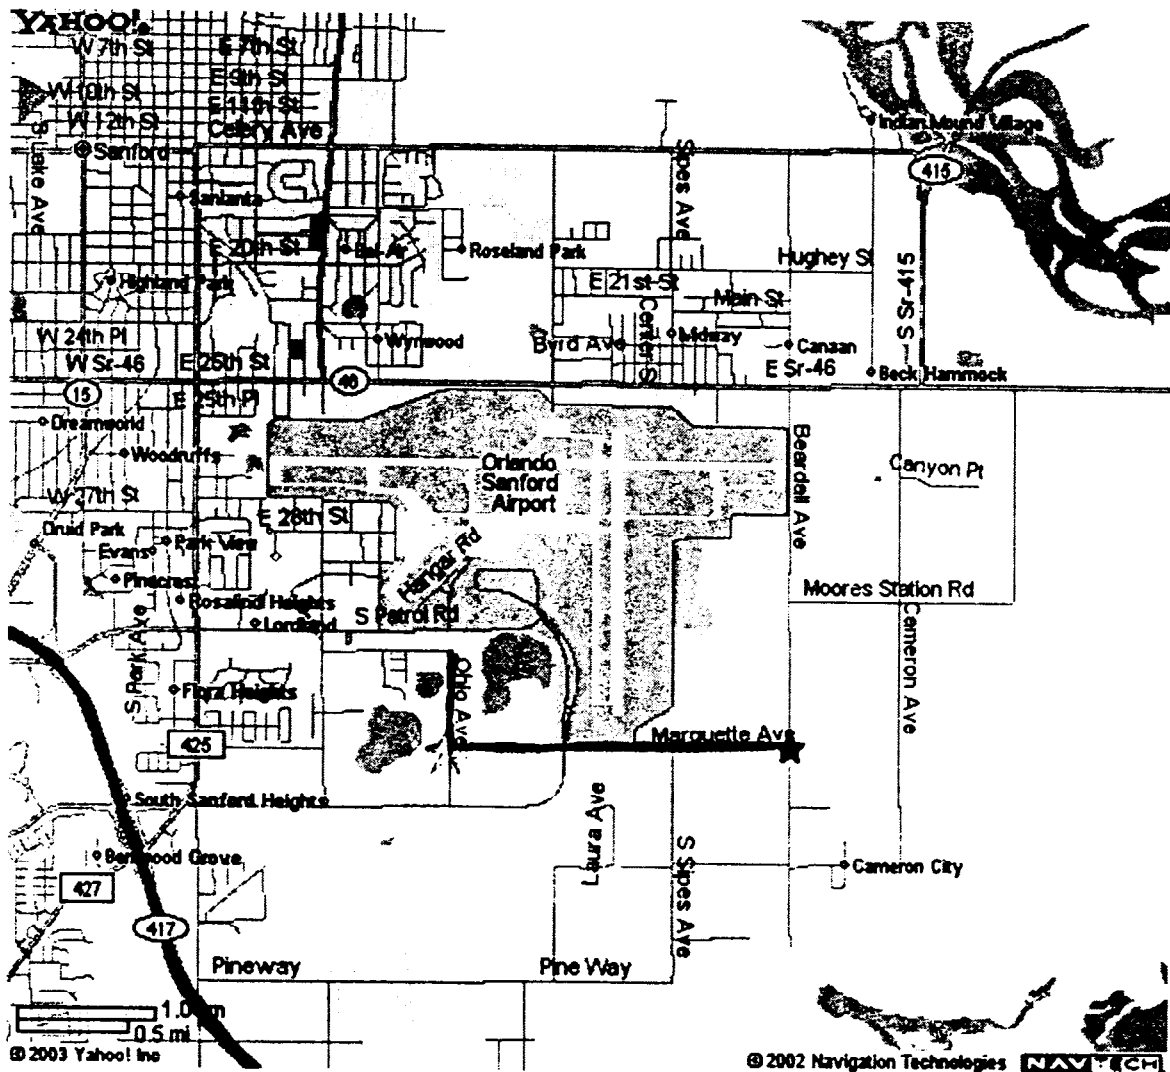 YAHOO!
W 7th St
E 7th St
E 9th St
W 10th St
E 11th St
W 12th St
Celery Ave
S Lake Ave
Sanford
Sanlanta
Indian Mound Village
Sipes Ave
415
E 20th St
Bel-Air
Roseland Park
Hughey St
S Sr-415
Highland Park
E 21st St
Main St
Center St
W 24th Pl
Wynwood
Byrd Ave
Midway
Canaan
W Sr-46
E 25th St
E Sr-46
Beck Hammock
15
46
E 25th Pl
Dreamworld
Woodruffs
Orlando
Sanford
Airport
Beardall Ave
Canyon Pt
W 27th St
E 28th St
Druid Park
Park View
Evans
Hangar Rd
Pinecrest
Rosalind Heights
S Patrol Rd
Moores Station Rd
Lordland
S Park Ave
Cameron Ave
Ohio Ave
Flora Heights
425
Marquette Ave
South Sanford Heights
Laura Ave
S Sipes Ave
Cameron City
427
417
Pineway
Pine Way
0.5 mi
© 2003 Yahoo! Inc
© 2002 Navigation Technologies
NAVTECH